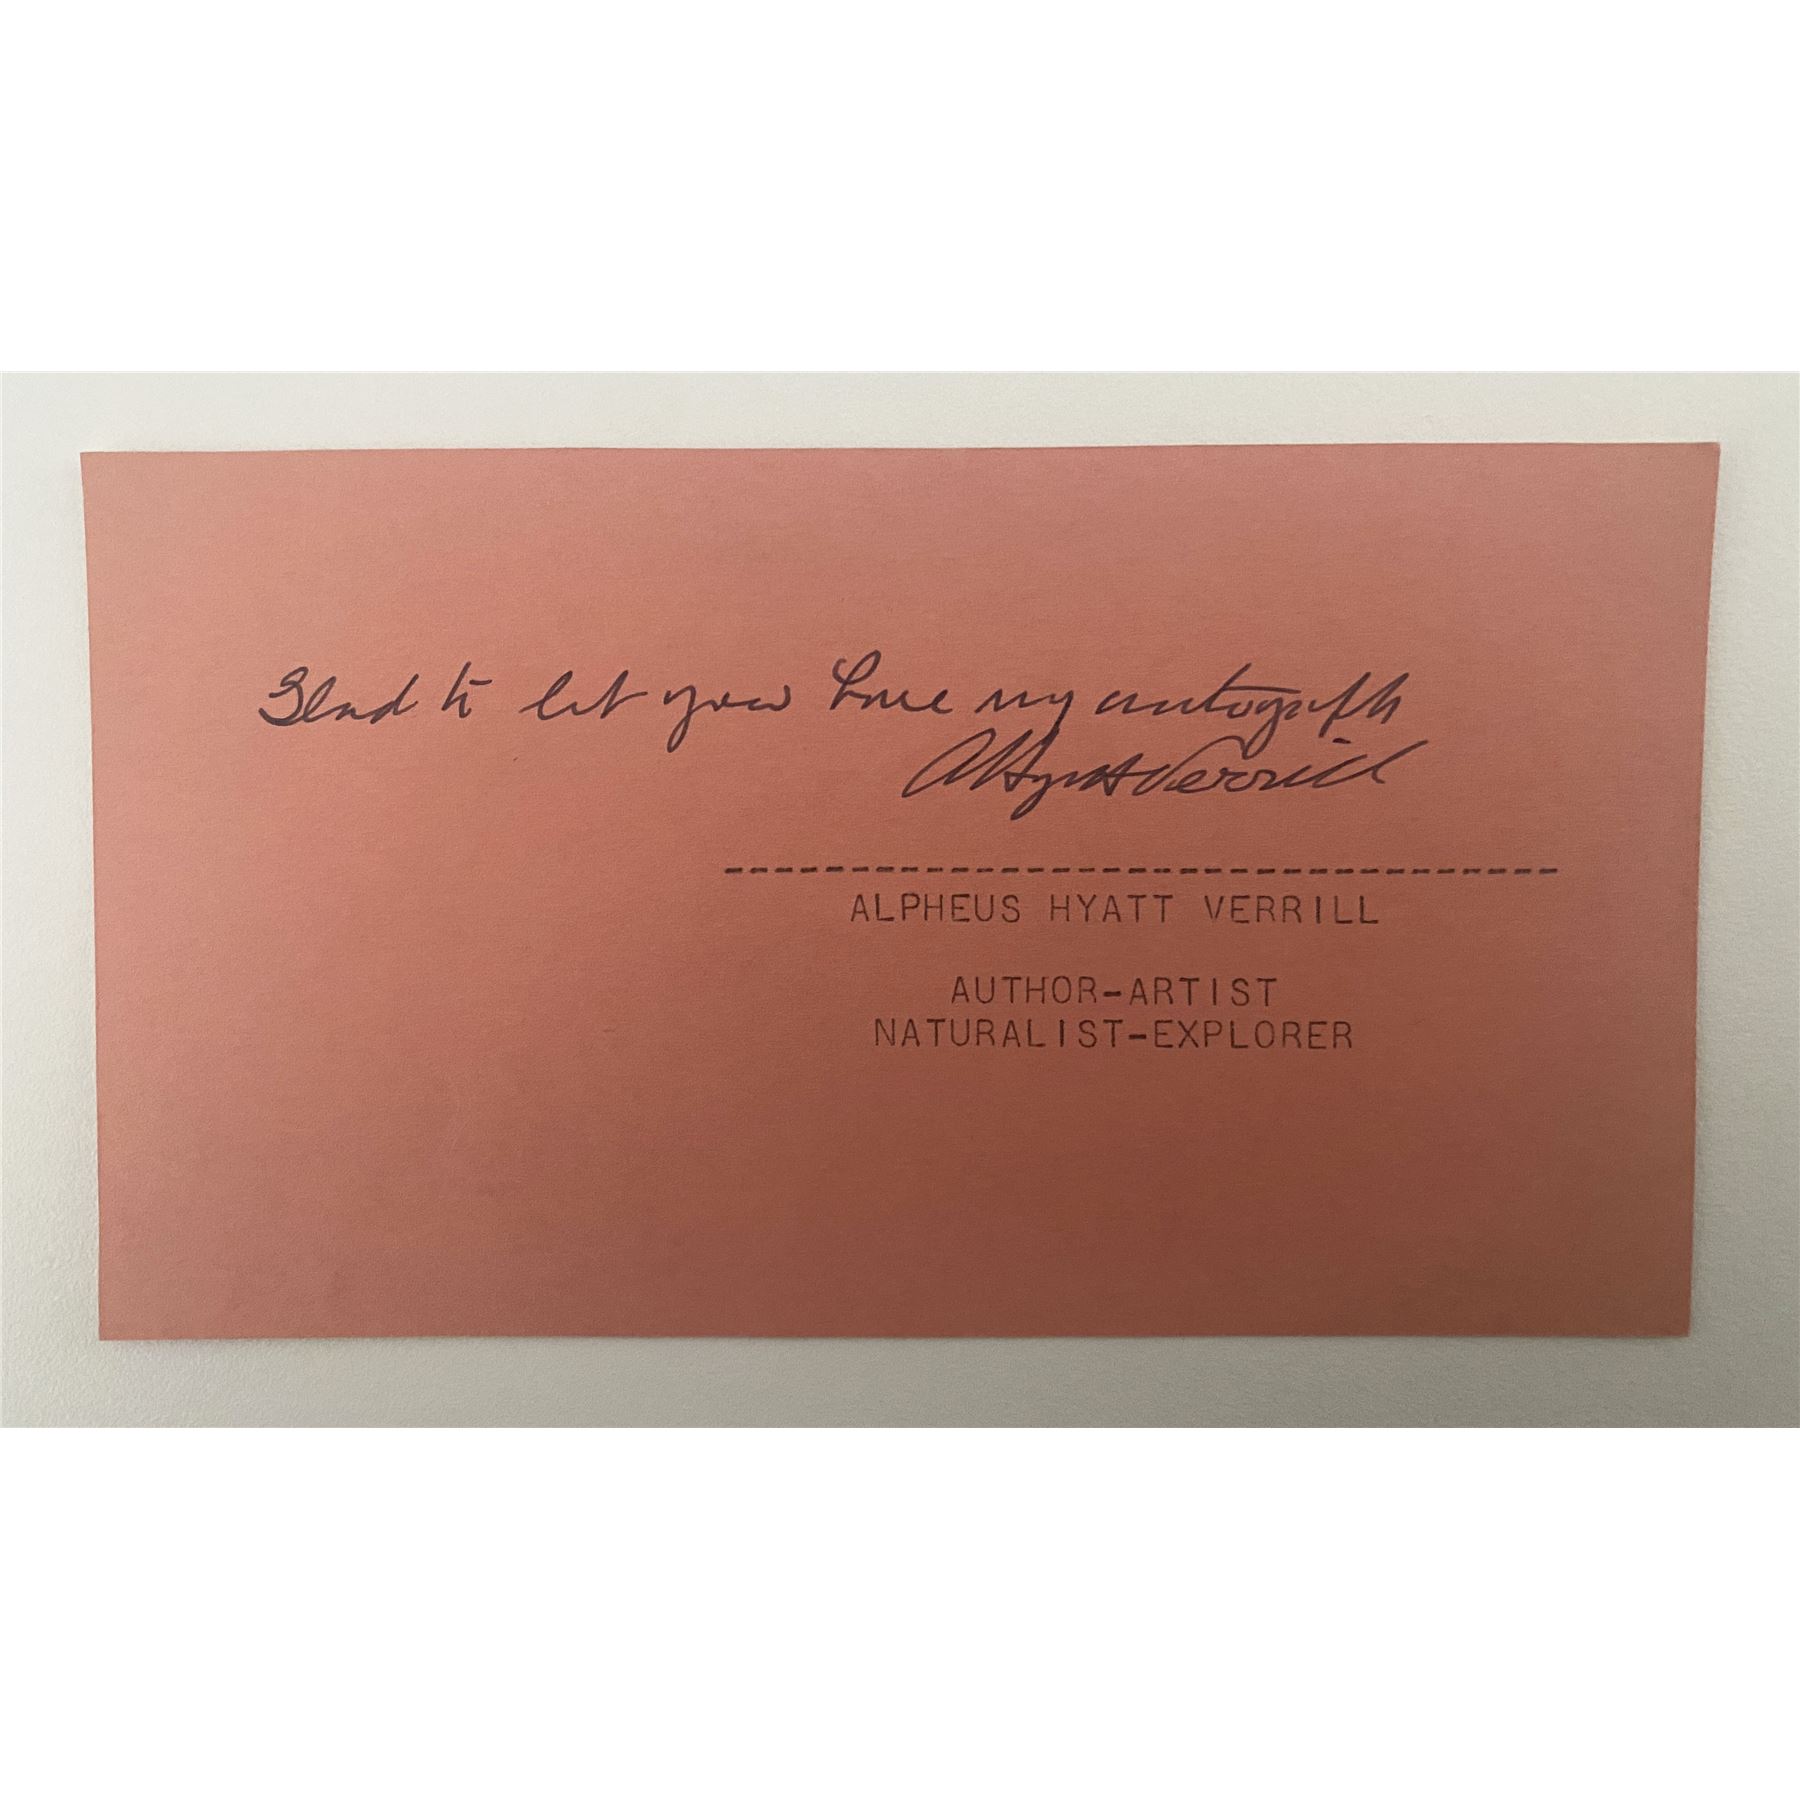 Glad to let you have my autograph
A Hyatt Verrill
---------------------------------
ALPHEUS HYATT VERRILL
AUTHOR-ARTIST
NATURALIST-EXPLORER